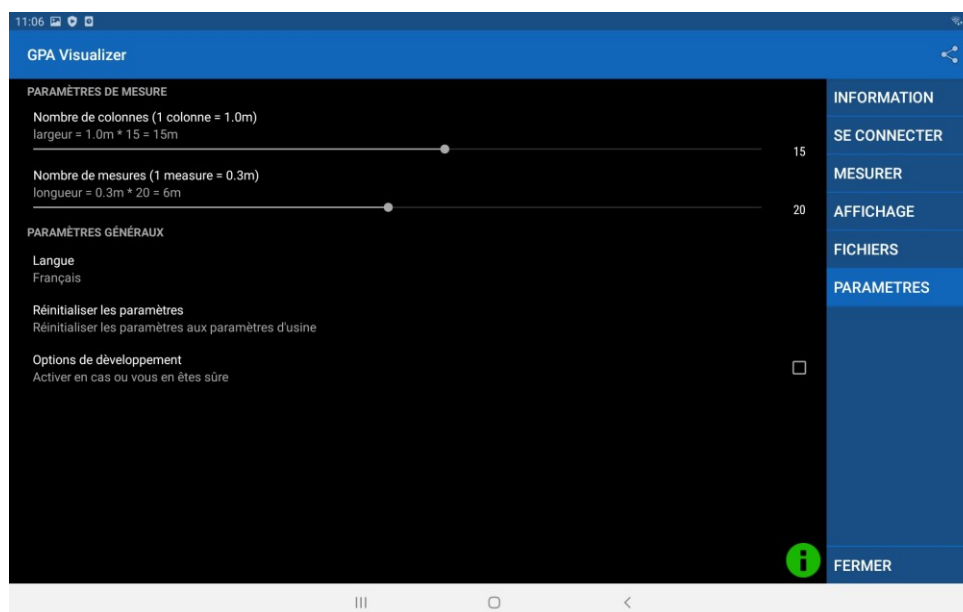 11:06
GPA Visualizer
PARAMÈTRES DE MESURE
Nombre de colonnes (1 colonne = 1.0m)
largeur = 1.0m * 15 = 15m
15
Nombre de mesures (1 measure = 0.3m)
longueur = 0.3m * 20 = 6m
20
PARAMÈTRES GÉNÉRAUX
Langue
Français
Réinitialiser les paramètres
Réinitialiser les paramètres aux paramètres d'usine
Options de dèveloppement
Activer en cas ou vous en êtes sûre
INFORMATION
SE CONNECTER
MESURER
AFFICHAGE
FICHIERS
PARAMETRES
FERMER